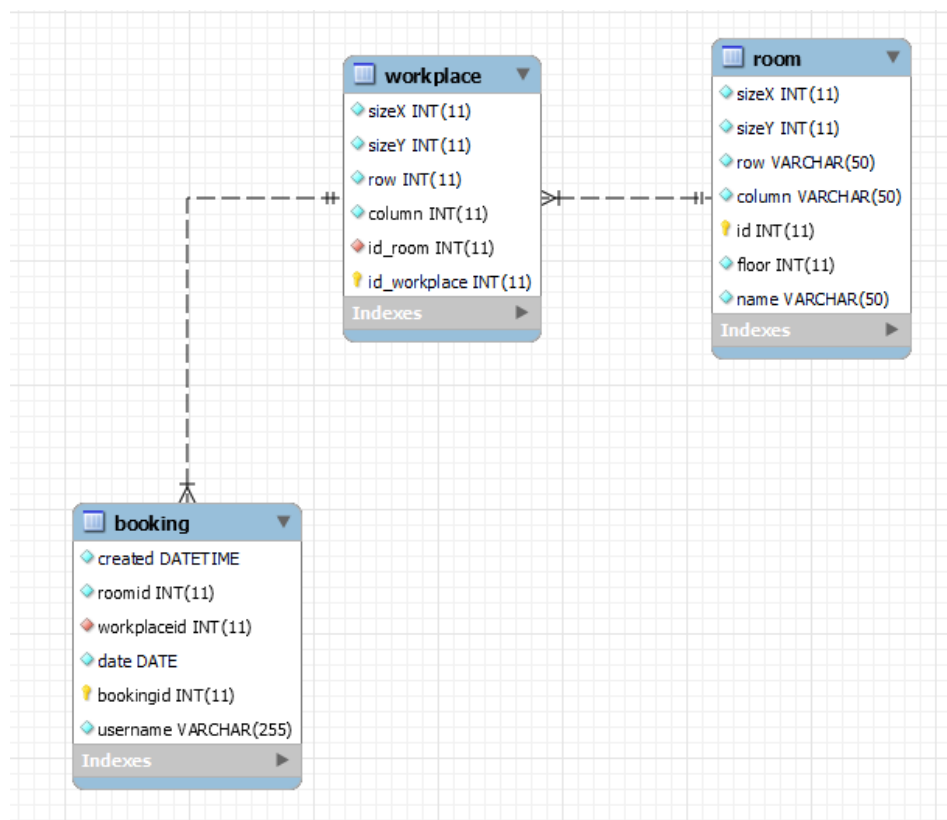 workplace
sizeX INT(11)
sizeY INT(11)
row INT(11)
column INT(11)
id_room INT(11)
id_workplace INT(11)
Indexes
room
sizeX INT(11)
sizeY INT(11)
row VARCHAR(50)
column VARCHAR(50)
id INT(11)
floor INT(11)
name VARCHAR(50)
Indexes
booking
created DATETIME
roomid INT(11)
workplaceid INT(11)
date DATE
bookingid INT(11)
username VARCHAR(255)
Indexes